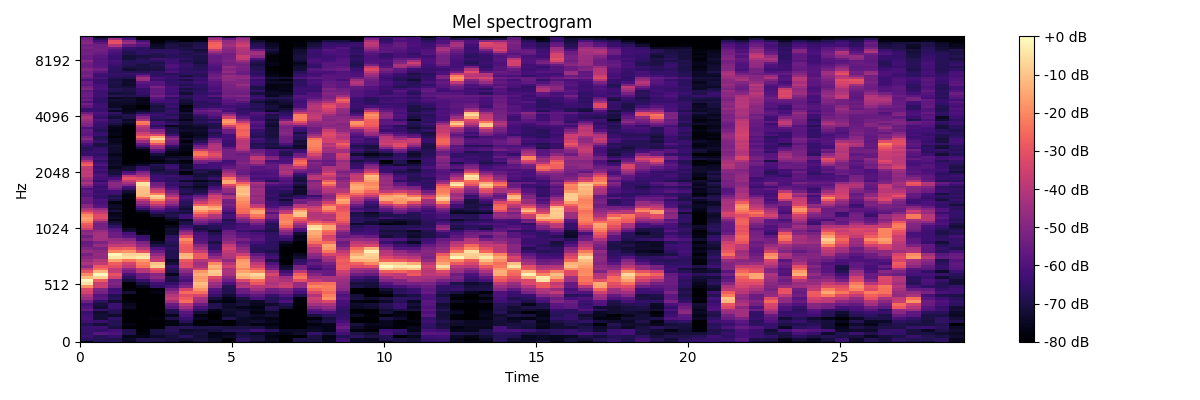 Mel spectrogram
+0 dB
8192
-10 dB
4096
-20 dB
-30 dB
2048
Hz
-40 dB
1024
-50 dB
-60 dB
512
-70 dB
0
-80 dB
0 5 10 15 20 25
Time